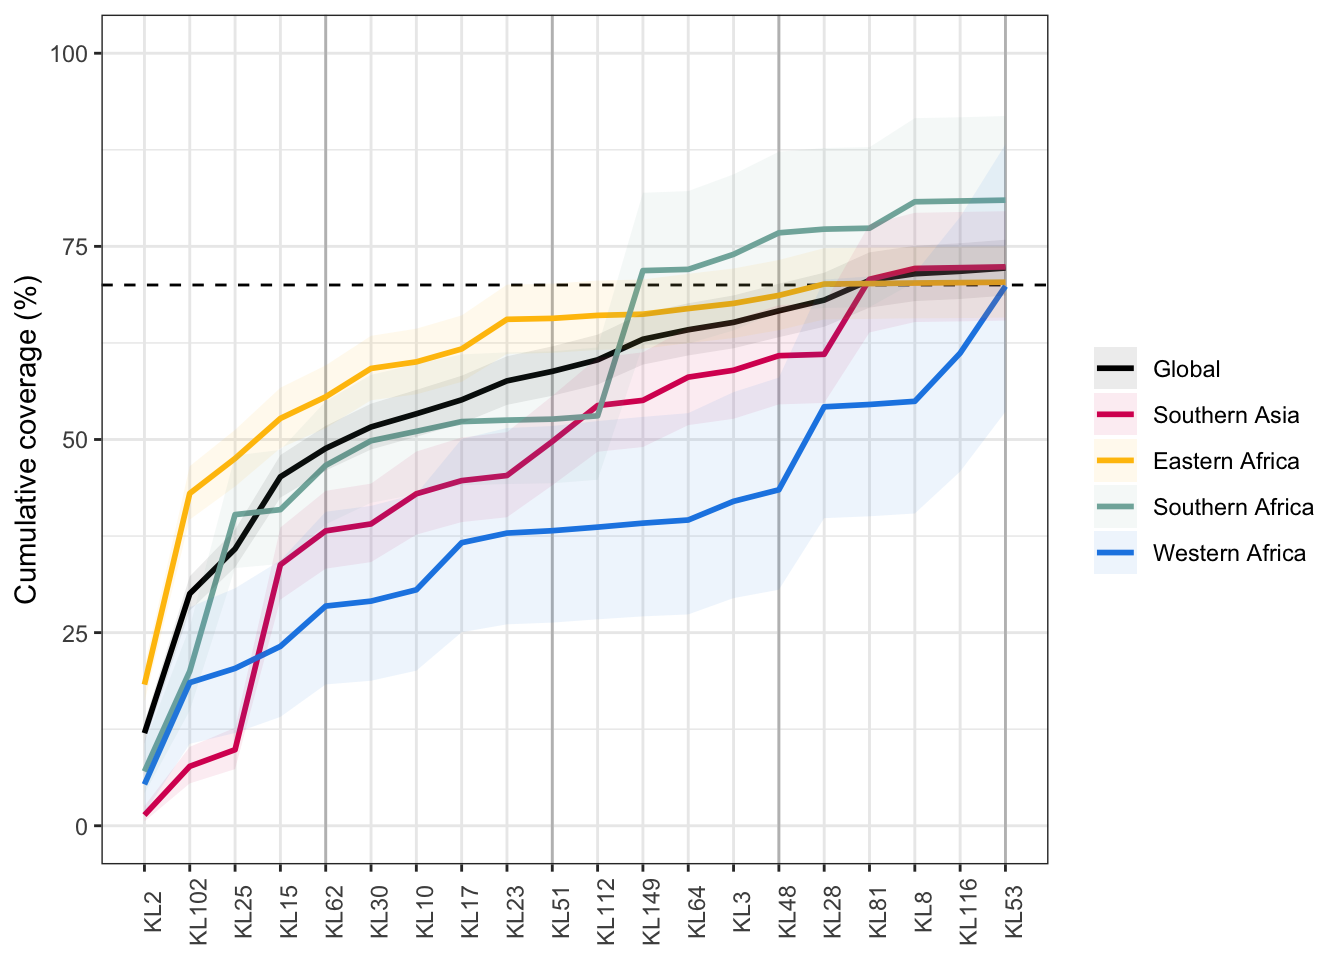 Cumulative coverage (%)
100
75
50
25
0
KL2
KL102
KL25
KL15
KL62
KL30
KL10
KL17
KL23
KL51
KL112
KL149
KL64
KL3
KL48
KL28
KL81
KL8
KL116
KL53
Global
Southern Asia
Eastern Africa
Southern Africa
Western Africa